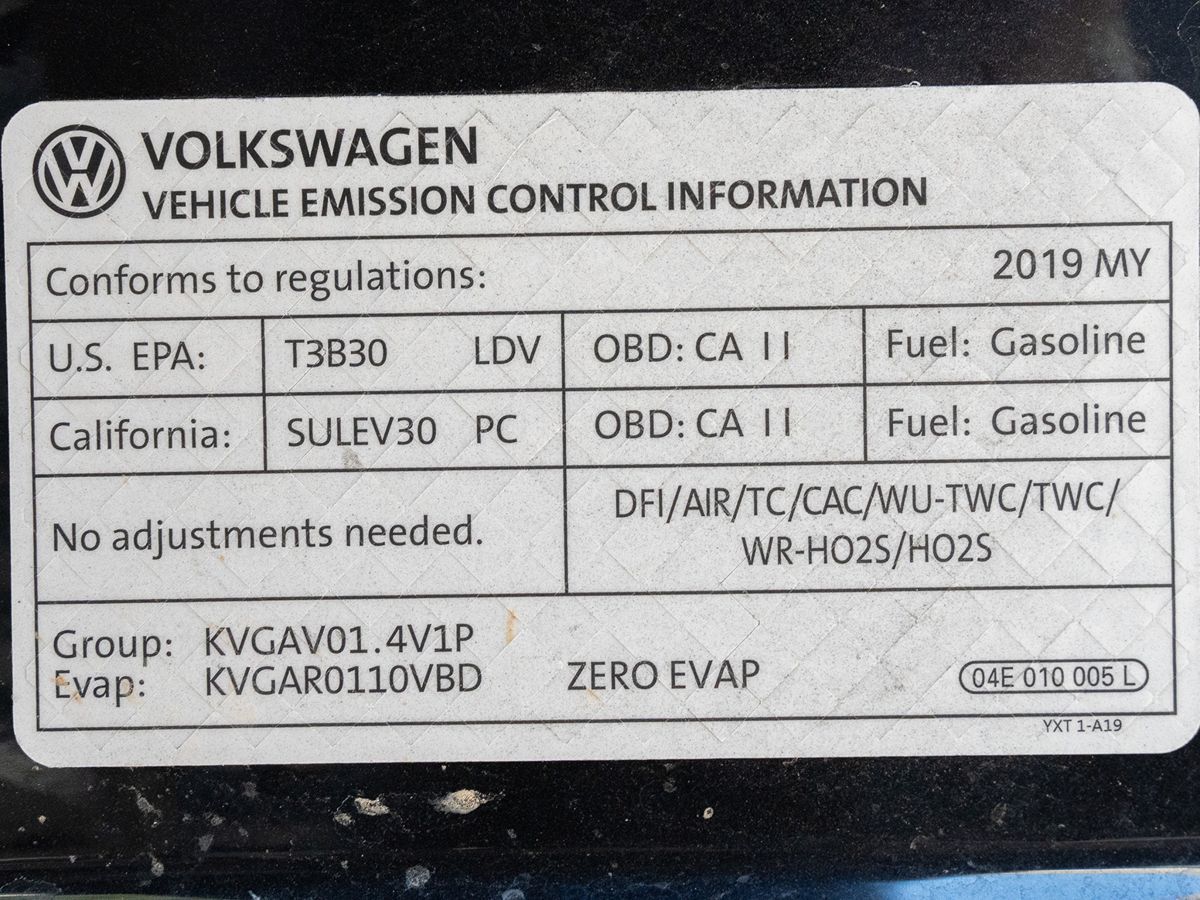 VOLKSWAGEN
VEHICLE EMISSION CONTROL INFORMATION
Conforms to regulations: 2019 MY
U.S. EPA: T3B30 LDV OBD: CA II Fuel: Gasoline
California: SULEV30 PC OBD: CA II Fuel: Gasoline
No adjustments needed.
DFI/AIR/TC/CAC/WU-TWC/TWC/
WR-HO2S/HO2S
Group: KVGAV01.4V1P
Evap: KVGAR0110VBD ZERO EVAP 04E 010 005 L
YXT 1-A19